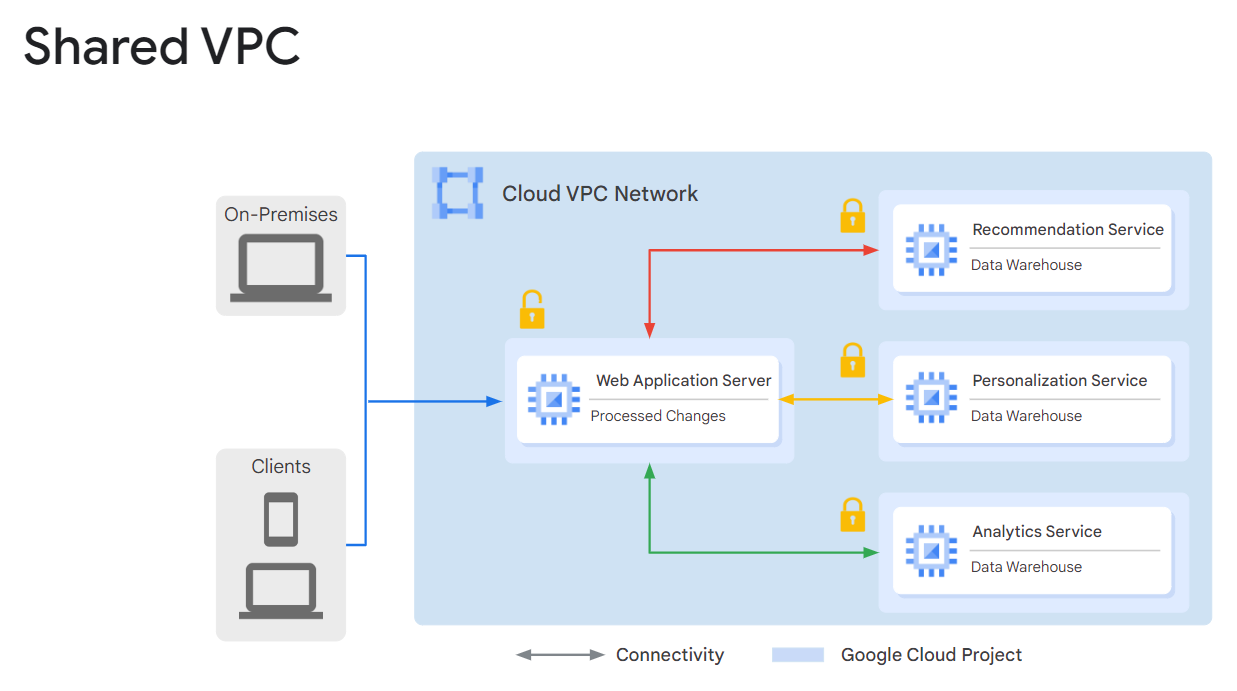 Shared VPC
Cloud VPC Network
On-Premises
Clients
Web Application Server
Processed Changes
Recommendation Service
Data Warehouse
Personalization Service
Data Warehouse
Analytics Service
Data Warehouse
Connectivity
Google Cloud Project